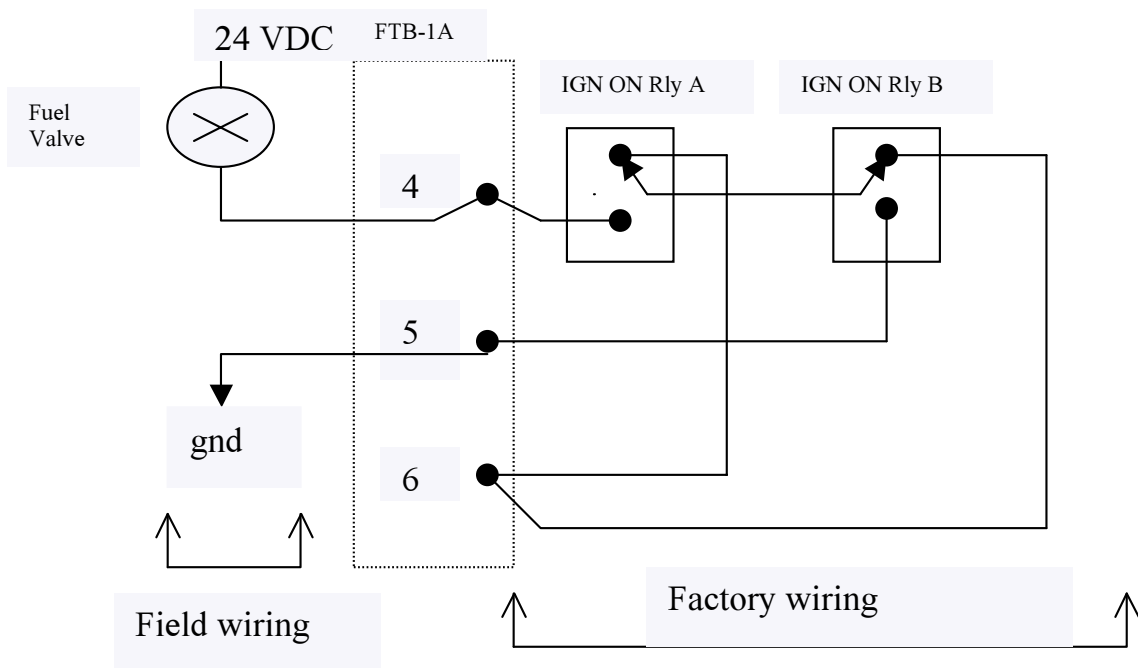 24 VDC
FTB-1A
IGN ON Rly A
IGN ON Rly B
Fuel
Valve
4
5
gnd
6
Factory wiring
Field wiring